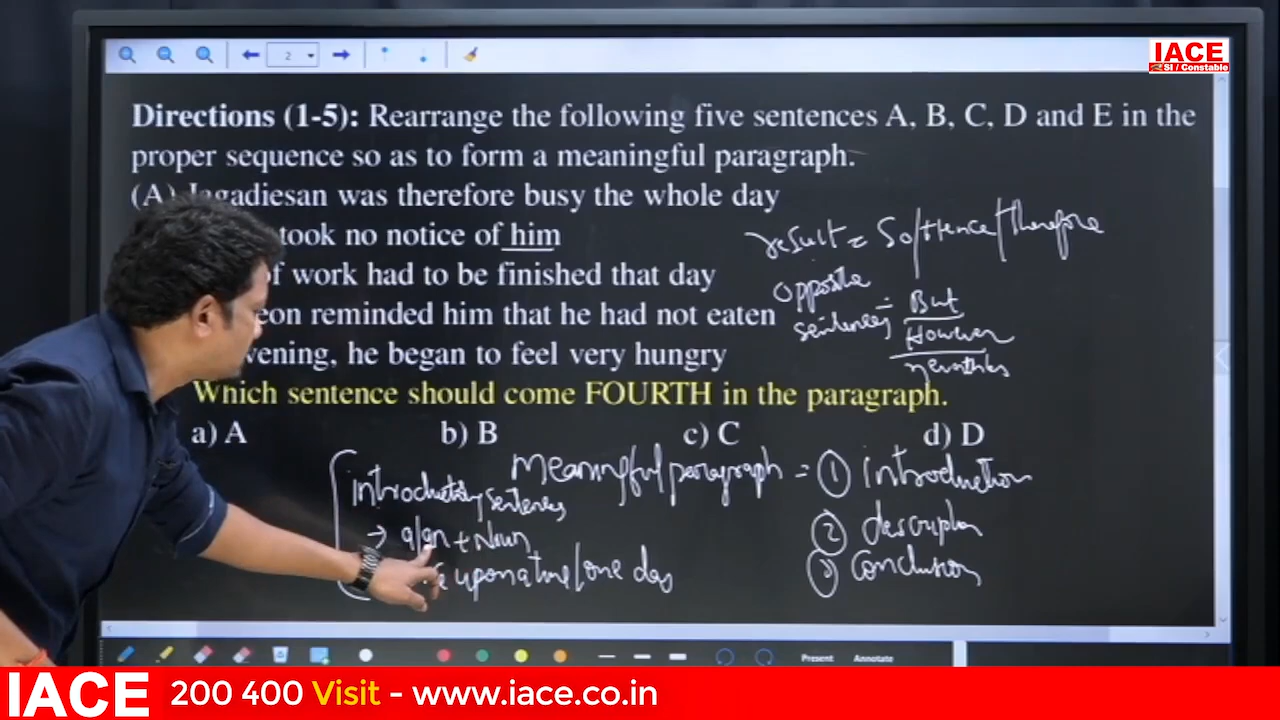 2
IACE
SI / Constable
Directions (1-5): Rearrange the following five sentences A, B, C, D and E in the
proper sequence so as to form a meaningful paragraph.
(A) Jagadiesan was therefore busy the whole day
took no notice of him
of work had to be finished that day
eon reminded him that he had not eaten
vening, he began to feel very hungry
result = So/Hence/therefore
opposite
sentences = But
However
Which sentence should come FOURTH in the paragraph.
a) A b) B c) C d) D
Meaningful paragraph = ① introduction
② description
③ Conclusion
introductory sentences
→ a/an + Noun
upon a time/one day
Present Annotate
IACE 200 400 Visit - www.iace.co.in